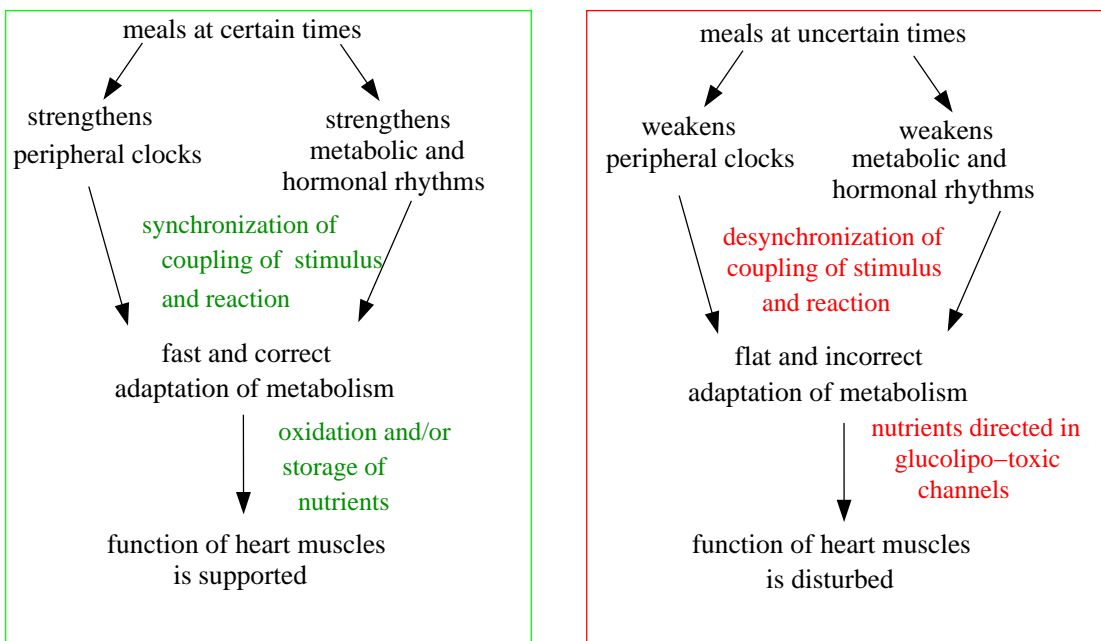 meals at certain times
strengthens
peripheral clocks
strengthens
metabolic and
hormonal rhythms
synchronization of
coupling of stimulus
and reaction
fast and correct
adaptation of metabolism
oxidation and/or
storage of
nutrients
function of heart muscles
is supported
meals at uncertain times
weakens
peripheral clocks
weakens
metabolic and
hormonal rhythms
desynchronization of
coupling of stimulus
and reaction
flat and incorrect
adaptation of metabolism
nutrients directed in
glucolipo−toxic
channels
function of heart muscles
is disturbed